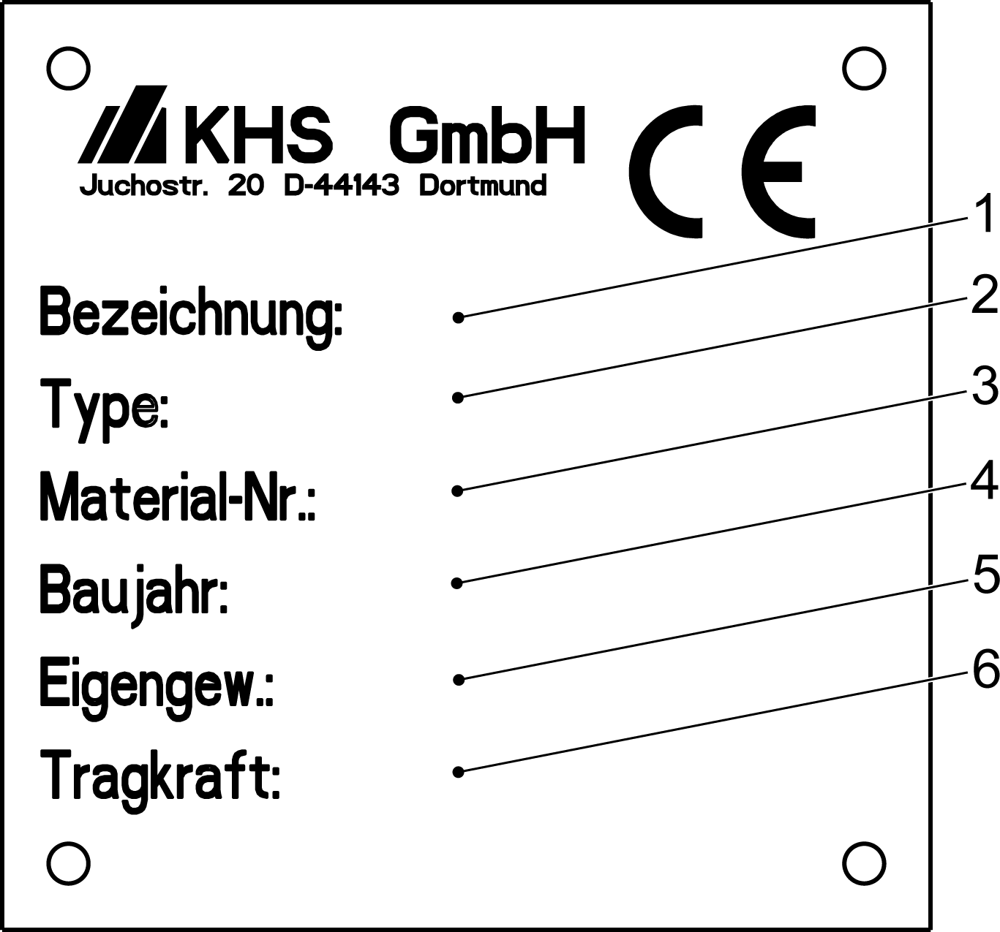 KHS GmbH CE
Juchostr. 20 D-44143 Dortmund
1
Bezeichnung:
2
Type:
3
Material-Nr.:
4
Baujahr:
5
Eigengew.:
6
Tragkraft: